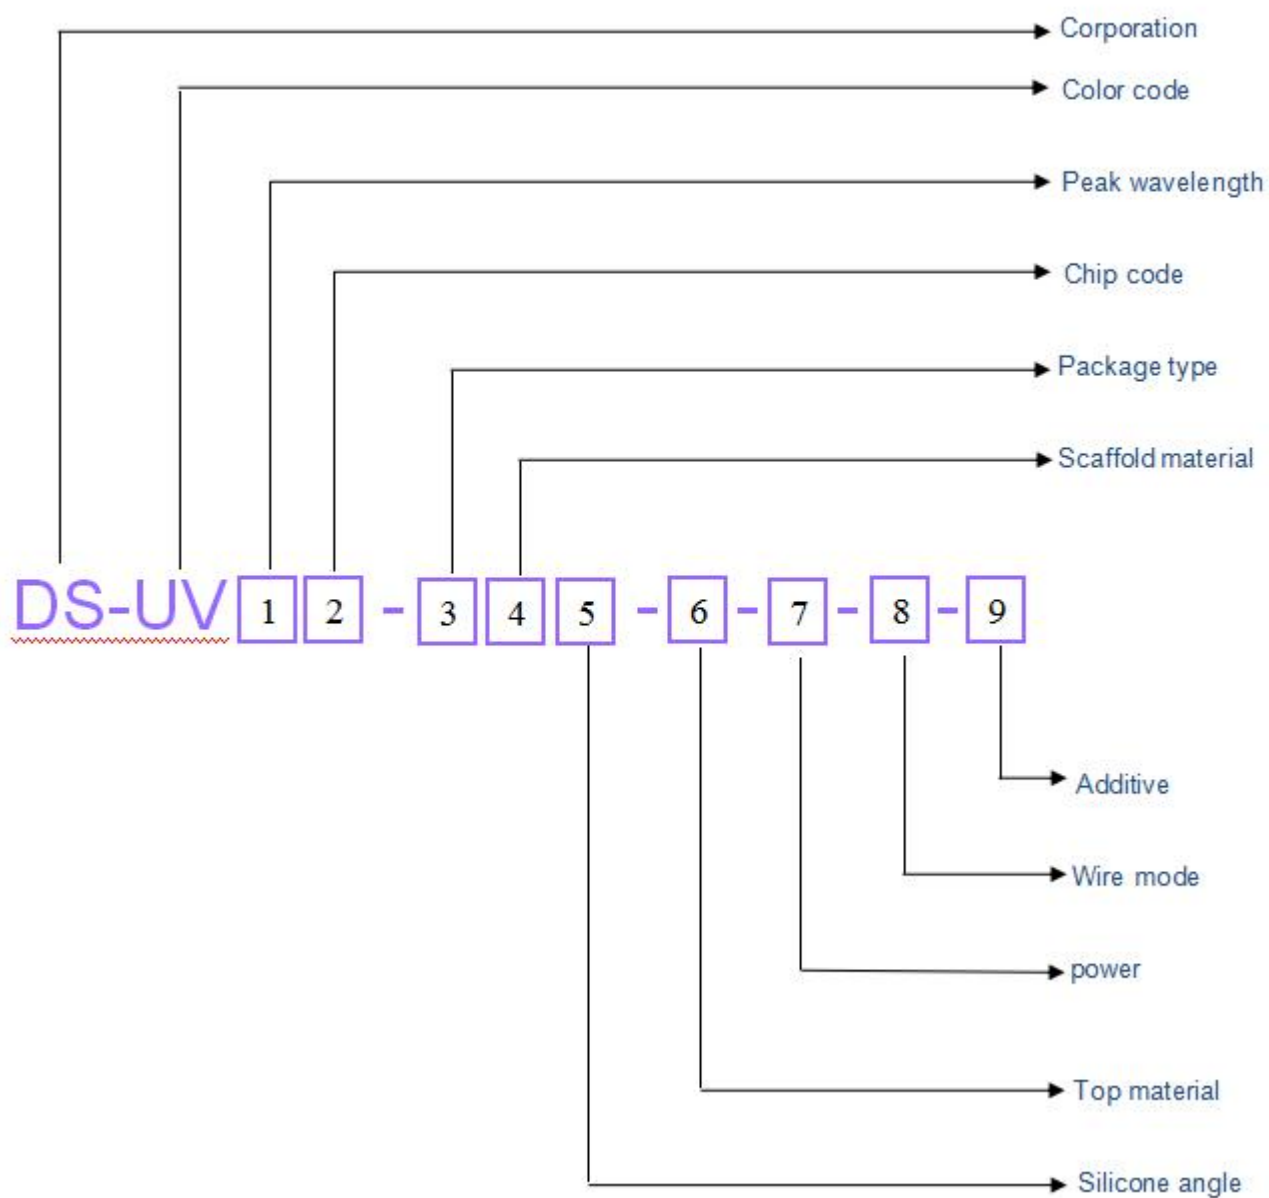 Corporation
Color code
Peak wavelength
Chip code
Package type
Scaffold material
DS-UV 1 2 - 3 4 5 - 6 - 7 - 8 - 9
Additive
Wire mode
power
Top material
Silicone angle